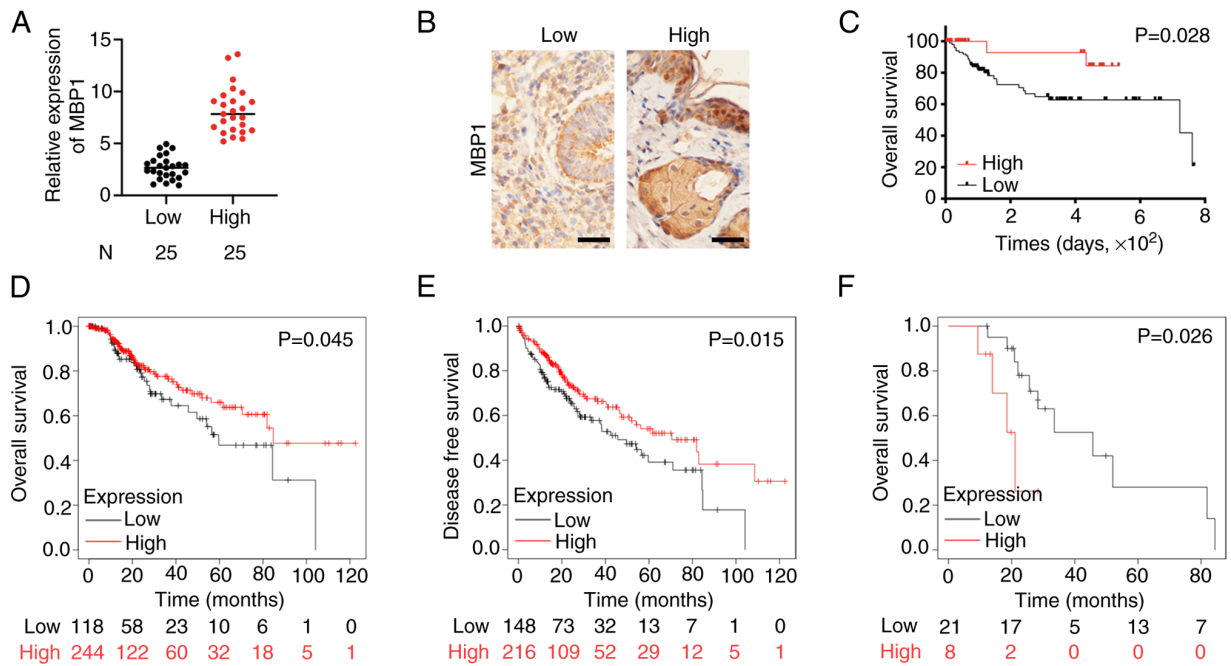 A
Relative expression
of MBP1
15
10
5
0
Low
High
N
25
25
B
Low
High
MBP1
C
P=0.028
Overall survival
100
80
60
40
20
0
High
Low
0
2
4
6
8
Times (days, ×10²)
D
P=0.045
Overall survival
1.0
0.8
0.6
0.4
0.2
0.0
Expression
Low
High
0 20 40 60 80 100 120
Time (months)
Low 118 58 23 10 6 1 0
High 244 122 60 32 18 5 1
E
P=0.015
Disease free survival
1.0
0.8
0.6
0.4
0.2
0.0
Expression
Low
High
0 20 40 60 80 100 120
Time (months)
Low 148 73 32 13 7 1 0
High 216 109 52 29 12 5 1
F
P=0.026
Overall survival
1.0
0.8
0.6
0.4
0.2
0.0
Expression
Low
High
0 20 40 60 80
Time (months)
Low 21 17 5 13 7
High 8 2 0 0 0